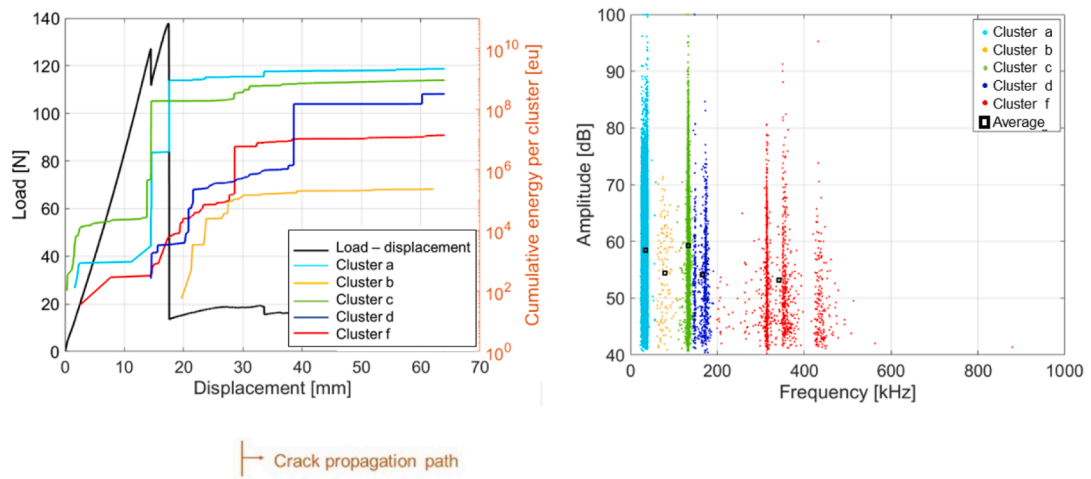 140
120
100
80
60
40
20
0
Load [N]
0 10 20 30 40 50 60 70
Displacement [mm]
10^10
10^8
10^6
10^4
10^2
10^0
Cumulative energy per cluster [eu]
Load – displacement
Cluster a
Cluster b
Cluster c
Cluster d
Cluster f
100
90
80
70
60
50
40
Amplitude [dB]
0 200 400 600 800 1000
Frequency [kHz]
Cluster a
Cluster b
Cluster c
Cluster d
Cluster f
Average_
Crack propagation path